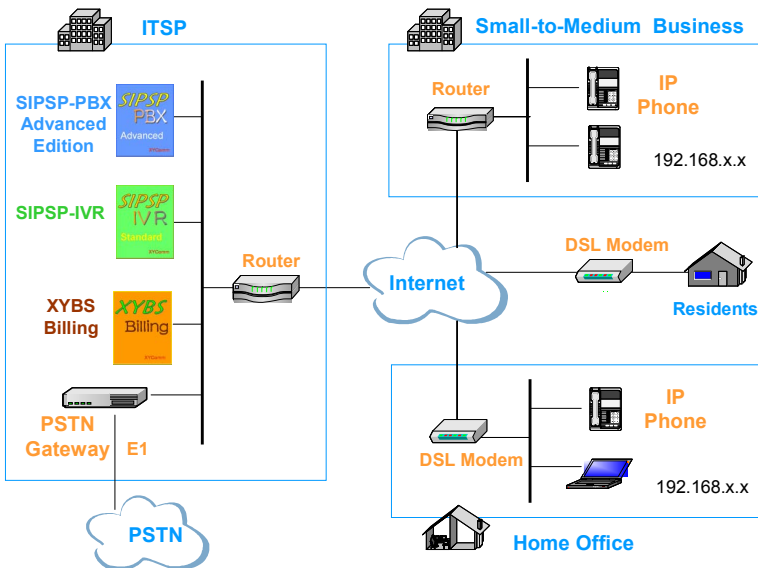 ITSP
SIPSP-PBX
Advanced
Edition
SIPSP
PBX
Advanced
SIPSP-IVR
SIPSP
IVR
Standard
XYBS
Billing
XYBS
Billing
Router
PSTN
Gateway
E1
PSTN
Internet
Small-to-Medium Business
Router
IP
Phone
192.168.x.x
DSL Modem
Residents
IP
Phone
DSL Modem
192.168.x.x
Home Office